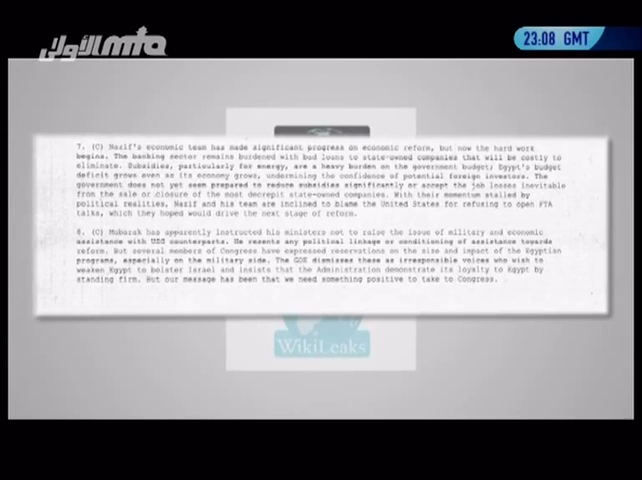 الأولى mta
23:08 GMT
7. (C) Nazif's economic team has made significant progress on economic reform, but now the hard work
begins. The banking sector remains burdened with bad loans to state-owned companies that will be costly to
eliminate. Subsidies, particularly for energy, are a heavy burden on the government budget; Egypt's budget
deficit grows even as its economy grows, undermining the confidence of potential foreign investors. The
government does not yet seem prepared to reduce subsidies significantly or accept the job losses inevitable
from the sale or closure of the most decrepit state-owned companies. With their momentum stalled by
political realities, Nazif and his team are inclined to blame the United States for refusing to open FTA
talks, which they hoped would drive the next stage of reform.
8. (C) Mubarak has apparently instructed his ministers not to raise the issue of military and economic
assistance with USG counterparts. He resents any political linkage or conditioning of assistance towards
reform. But several members of Congress have expressed reservations on the size and impact of the Egyptian
programs, especially on the military side. The GOE dismisses these as irresponsible voices who wish to
weaken Egypt to bolster Israel and insists that the Administration demonstrate its loyalty to Egypt by
standing firm. But our message has been that we need something positive to take to Congress.
WikiLeaks